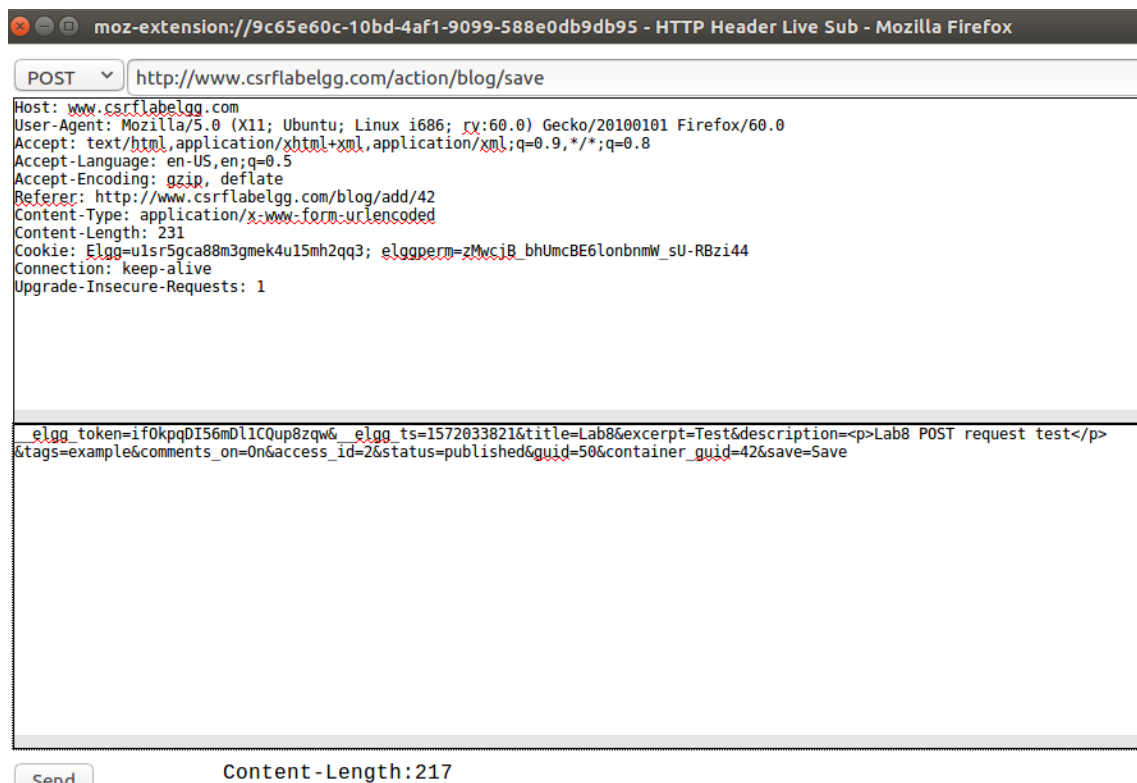 moz-extension://9c65e60c-10bd-4af1-9099-588e0db9db95 - HTTP Header Live Sub - Mozilla Firefox
POST http://www.csrflabelgg.com/action/blog/save
Host: www.csrflabelgg.com
User-Agent: Mozilla/5.0 (X11; Ubuntu; Linux i686; rv:60.0) Gecko/20100101 Firefox/60.0
Accept: text/html,application/xhtml+xml,application/xml;q=0.9,*/*;q=0.8
Accept-Language: en-US,en;q=0.5
Accept-Encoding: gzip, deflate
Referer: http://www.csrflabelgg.com/blog/add/42
Content-Type: application/x-www-form-urlencoded
Content-Length: 231
Cookie: Elgg=u1sr5gca88m3gmek4u15mh2qq3; elggperm=zMwcjB_bhUmcBE6lonbnmW_sU-RBzi44
Connection: keep-alive
Upgrade-Insecure-Requests: 1
__elgg_token=ifOkpqDI56mDl1CQup8zqw&__elgg_ts=1572033821&title=Lab8&excerpt=Test&description=<p>Lab8 POST request test</p>
&tags=example&comments_on=On&access_id=2&status=published&guid=50&container_guid=42&save=Save
Send Content-Length:217